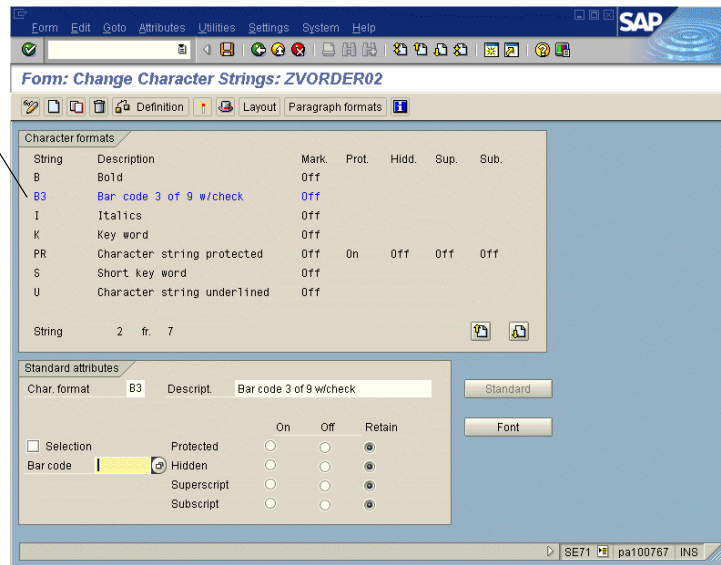 Form Edit Goto Attributes Utilities Settings System Help
SAP
Form: Change Character Strings: ZVORDER02
Definition Layout Paragraph formats
Character formats
String Description Mark. Prot. Hidd. Sup. Sub.
B Bold Off
B3 Bar code 3 of 9 w/check Off
I Italics Off
K Key word Off
PR Character string protected Off On Off Off Off
S Short key word Off
U Character string underlined Off
String 2 fr. 7
Standard attributes
Char. format B3 Descript. Bar code 3 of 9 w/check Standard
On Off Retain Font
Selection Protected
Bar code Hidden
Superscript
Subscript
SE71 pa100767 INS